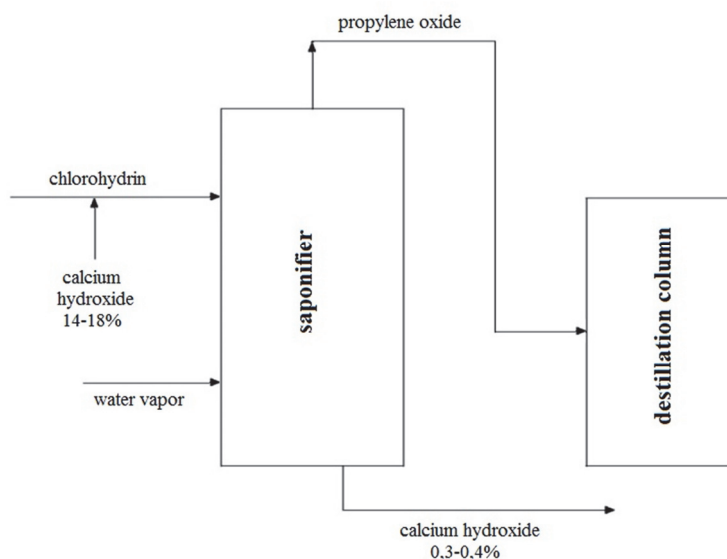 propylene oxide
chlorohydrin
calcium
hydroxide
14-18%
saponifier
destillation column
water vapor
calcium hydroxide
0,3-0,4%